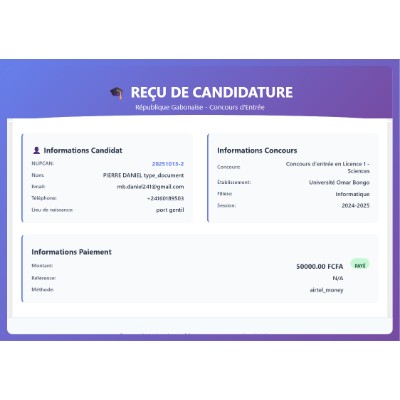 🎓 REÇU DE CANDIDATURE
République Gabonaise - Concours d'Entrée
👤 Informations Candidat
NUPCAN: 20251013-2
Nom: PIERRE DANIEL type_document
Email: mb.daniel241@gmail.com
Téléphone: +24160189503
Lieu de naissance: port gentil
Informations Concours
Concours: Concours d'entrée en Licence 1 -
Sciences
Établissement: Université Omar Bongo
Filière: Informatique
Session: 2024-2025
Informations Paiement
Montant: 50000.00 FCFA PAYÉ
Référence: N/A
Méthode: airtel_money